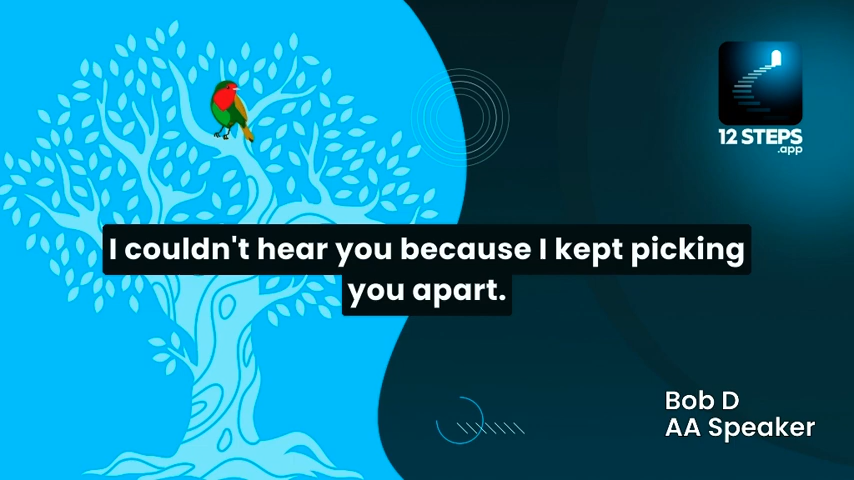 12 STEPS
.app
I couldn't hear you because I kept picking
you apart.
Bob D
AA Speaker